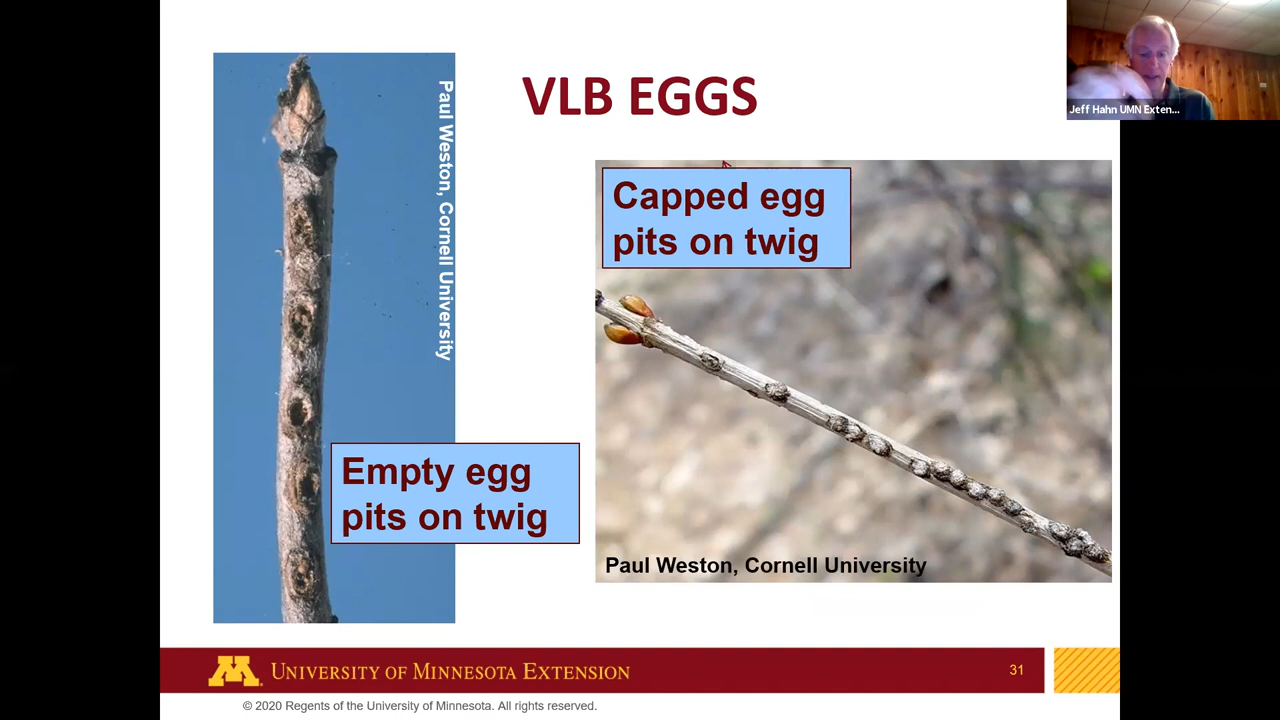 VLB EGGS
Jeff Hahn UMN Exten...
Paul Weston, Cornell University
Capped egg
pits on twig
Empty egg
pits on twig
Paul Weston, Cornell University
M
UNIVERSITY OF MINNESOTA EXTENSION
31
© 2020 Regents of the University of Minnesota. All rights reserved.